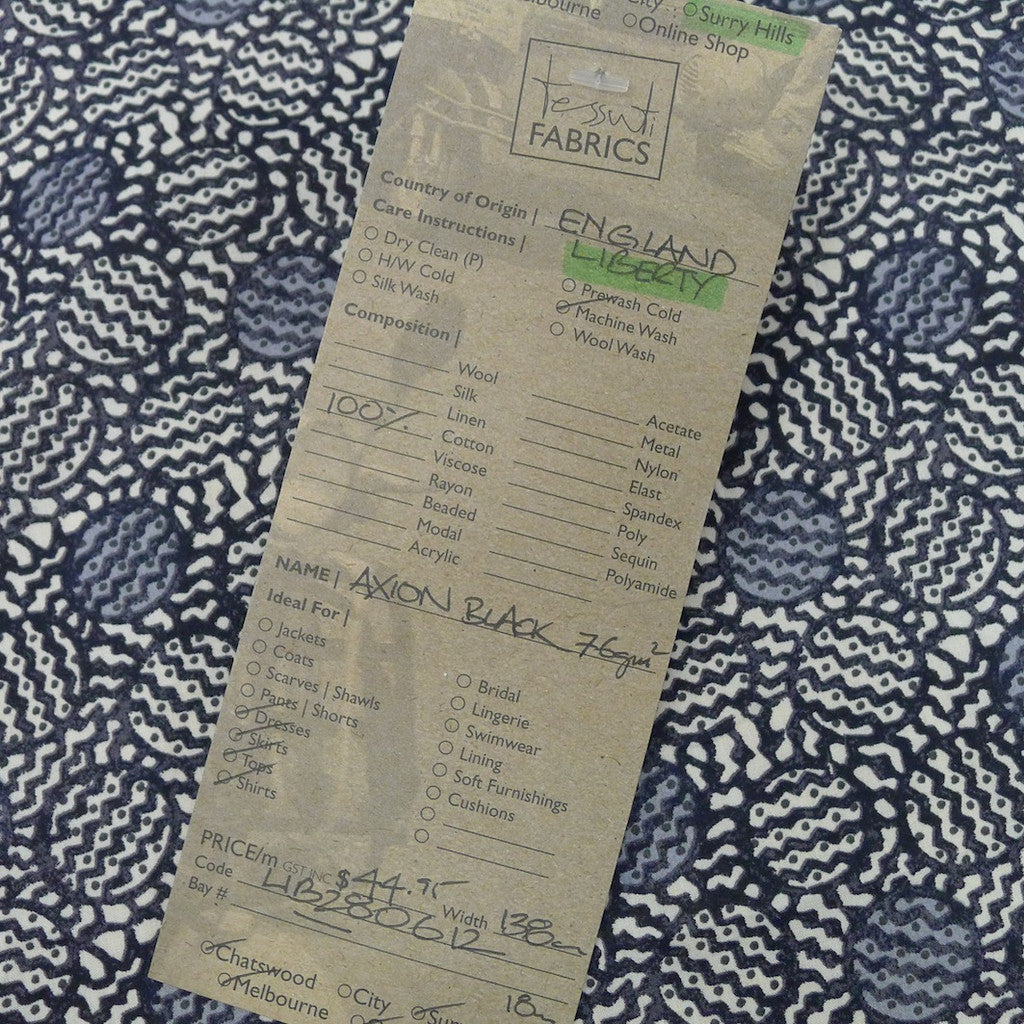 City Surry Hills
Online Shop
Tessuti
FABRICS
Country of Origin | ENGLAND
Care Instructions | LIBERTY
Dry Clean (P)
H/W Cold
Silk Wash
Prewash Cold
Machine Wash
Wool Wash
Composition |
Wool
Silk
Linen
100% Cotton
Viscose
Rayon
Beaded
Modal
Acrylic
Acetate
Metal
Nylon
Elast
Spandex
Poly
Sequin
Polyamide
NAME | AXION BLACK 76gm²
Ideal For |
Jackets
Coats
Scarves | Shawls
Pants | Shorts
Dresses
Skirts
Tops
Shirts
Bridal
Lingerie
Swimwear
Lining
Soft Furnishings
Cushions
PRICE/m GST INC $44.95
Code LIB280612 Width 138cm
Bay #
18m
Chatswood City
Melbourne